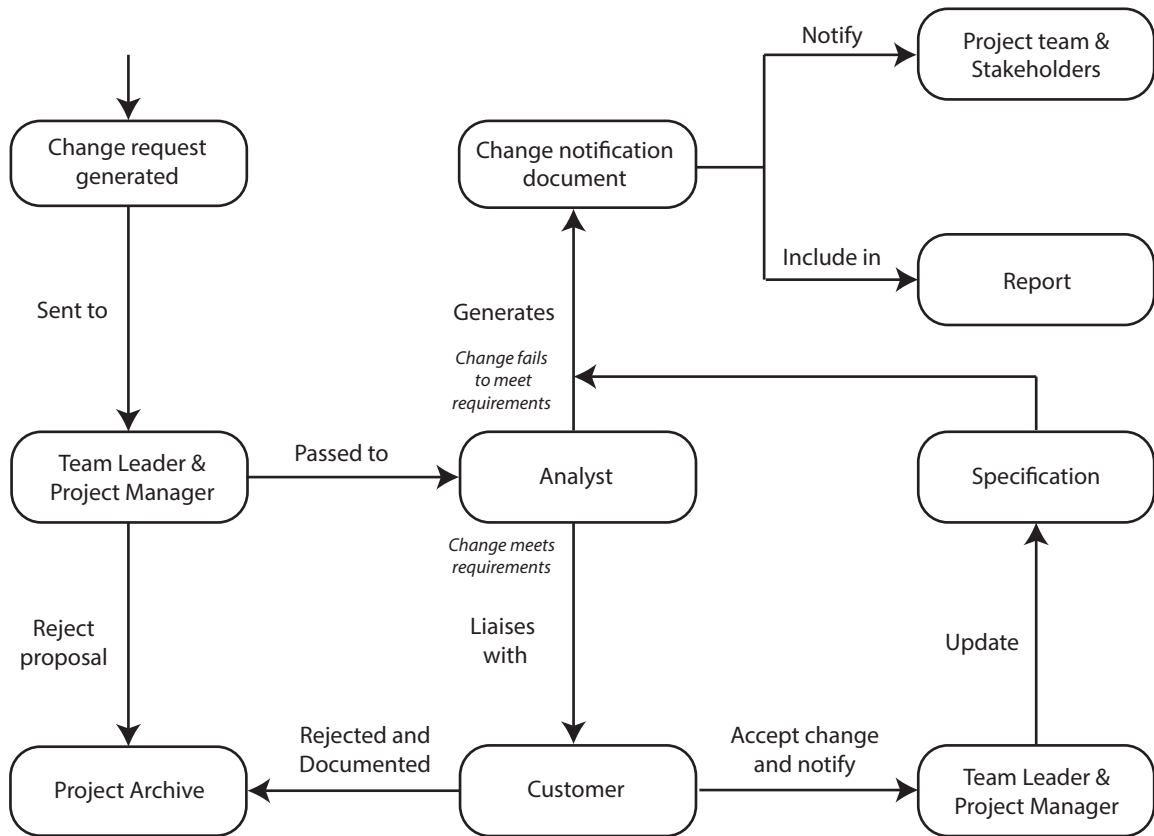 Notify
Project team &
Stakeholders
Change request
generated
Change notification
document
Include in
Report
Sent to
Generates
Change fails
to meet
requirements
Team Leader &
Project Manager
Passed to
Analyst
Specification
Change meets
requirements
Reject
proposal
Liaises
with
Update
Rejected and
Documented
Accept change
and notify
Project Archive
Customer
Team Leader &
Project Manager